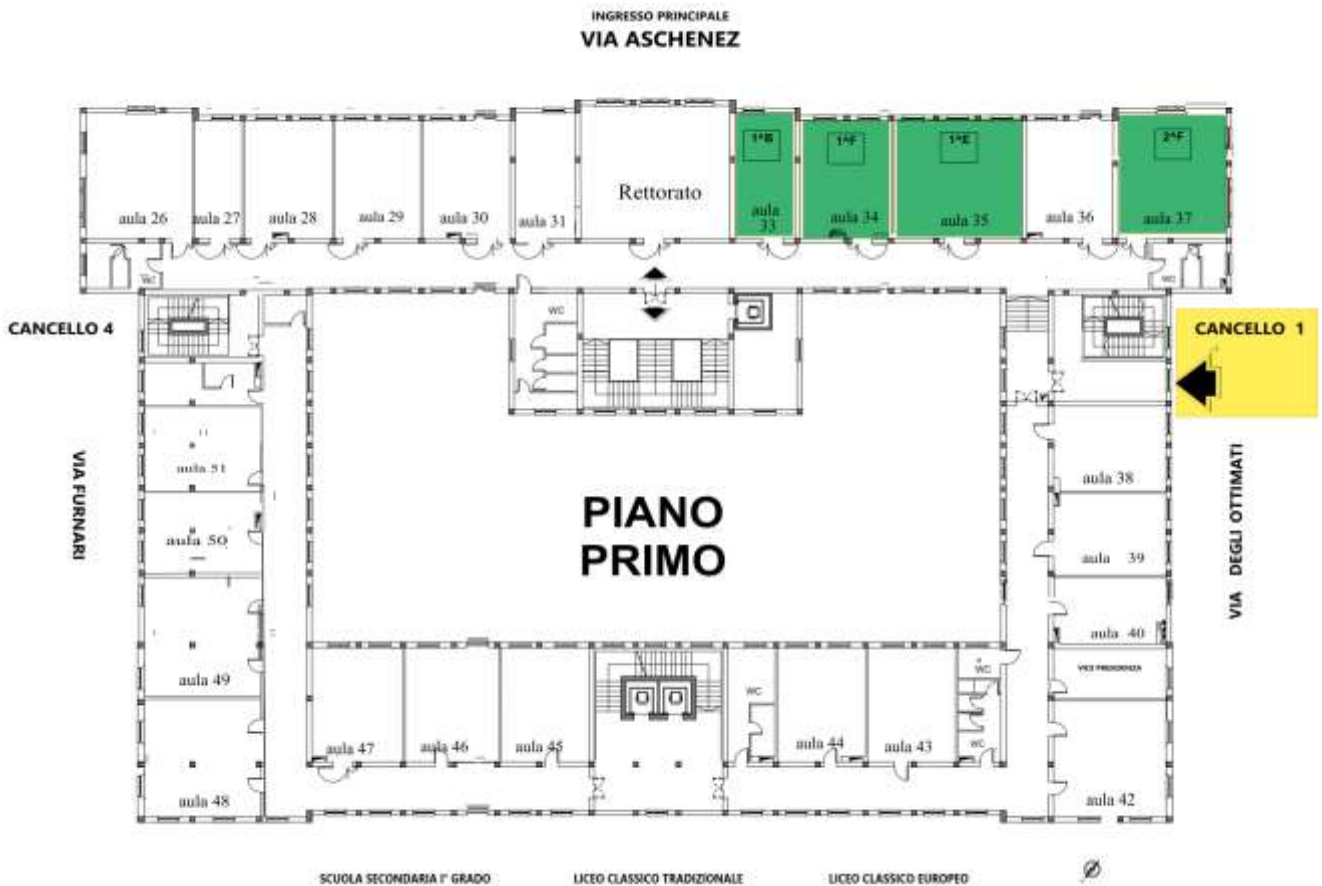 INGRESSO PRINCIPALE
VIA ASCHENEZ
1^B
1^F
1^E
2^F
aula 26
aula 27
aula 28
aula 29
aula 30
aula 31
Rettorato
aula
33
aula 34
aula 35
aula 36
aula 37
WC
WC
CANCELLO 4
WC
CANCELLO 1
VIA FURNARI
aula 51
aula 50
aula 49
aula 48
PIANO
PRIMO
aula 38
aula 39
aula 40
VICE PRESIDENZA
aula 42
VIA DEGLI OTTIMATI
aula 47
aula 46
aula 45
WC
aula 44
aula 43
WC
WC
SCUOLA SECONDARIA I° GRADO
LICEO CLASSICO TRADIZIONALE
LICEO CLASSICO EUROPEO